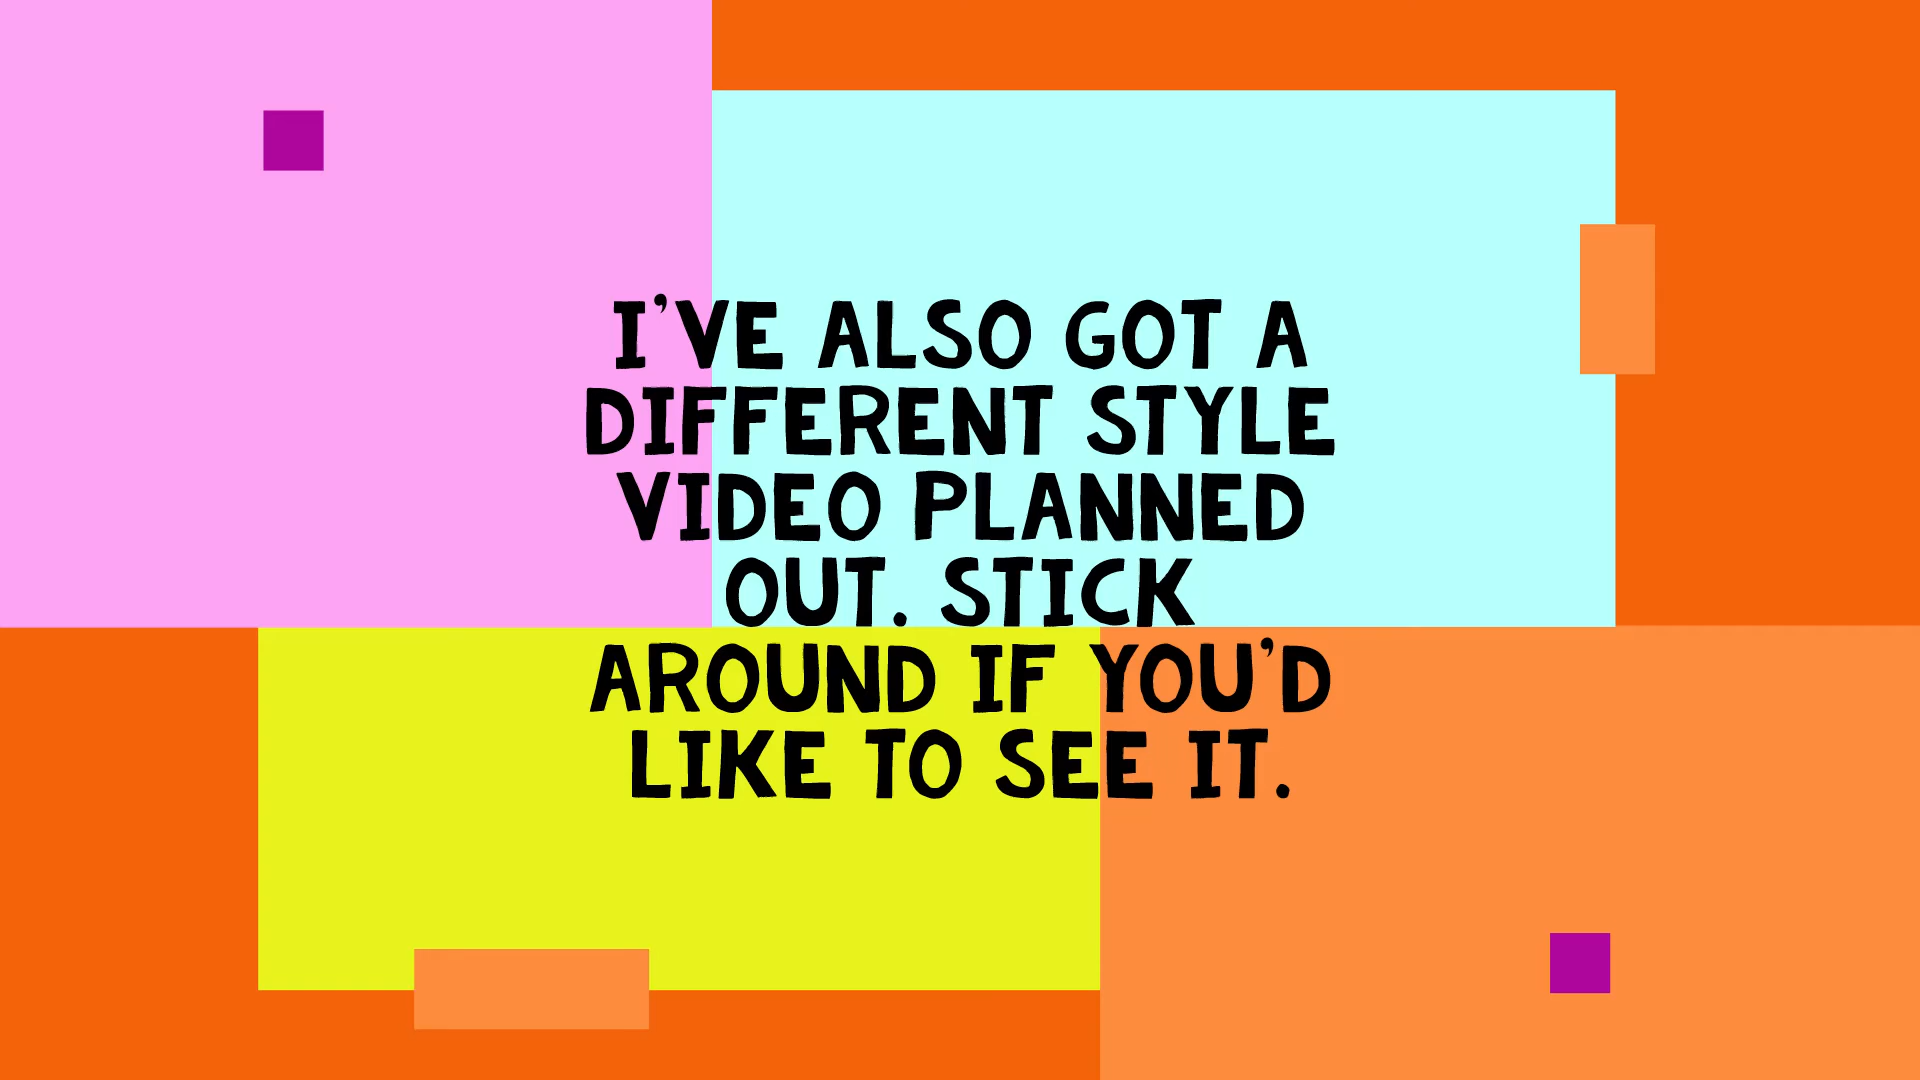 I'VE ALSO GOT A
DIFFERENT STYLE
VIDEO PLANNED
OUT. STICK
AROUND IF YOU'D
LIKE TO SEE IT.